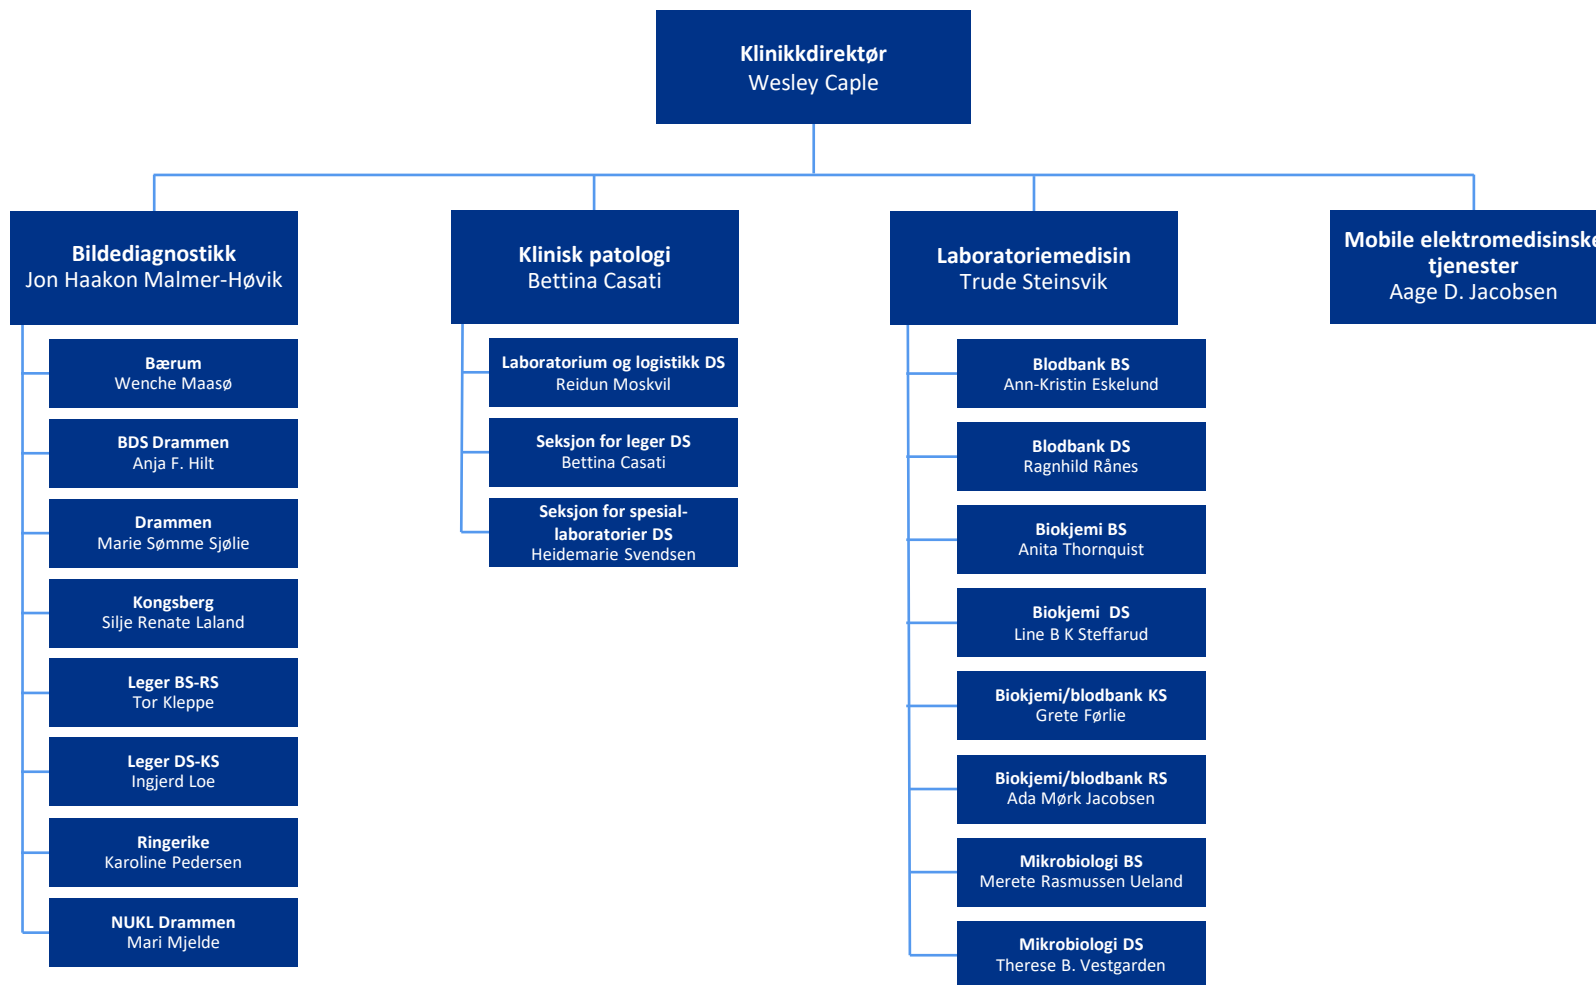 Klinikkdirektør
Wesley Caple
Bildediagnostikk
Jon Haakon Malmer-Høvik
Bærum
Wenche Maasø
BDS Drammen
Anja F. Hilt
Drammen
Marie Sømme Sjølie
Kongsberg
Silje Renate Laland
Leger BS-RS
Tor Kleppe
Leger DS-KS
Ingjerd Loe
Ringerike
Karoline Pedersen
NUKL Drammen
Mari Mjelde
Klinisk patologi
Bettina Casati
Laboratorium og logistikk DS
Reidun Moskvil
Seksjon for leger DS
Bettina Casati
Seksjon for spesial-
laboratorier DS
Heidemarie Svendsen
Laboratoriemedisin
Trude Steinsvik
Blodbank BS
Ann-Kristin Eskelund
Blodbank DS
Ragnhild Rånes
Biokjemi BS
Anita Thornquist
Biokjemi  DS
Line B K Steffarud
Biokjemi/blodbank KS
Grete Førlie
Biokjemi/blodbank RS
Ada Mørk Jacobsen
Mikrobiologi BS
Merete Rasmussen Ueland
Mikrobiologi DS
Therese B. Vestgarden
Mobile elektromedisinske
tjenester
Aage D. Jacobsen